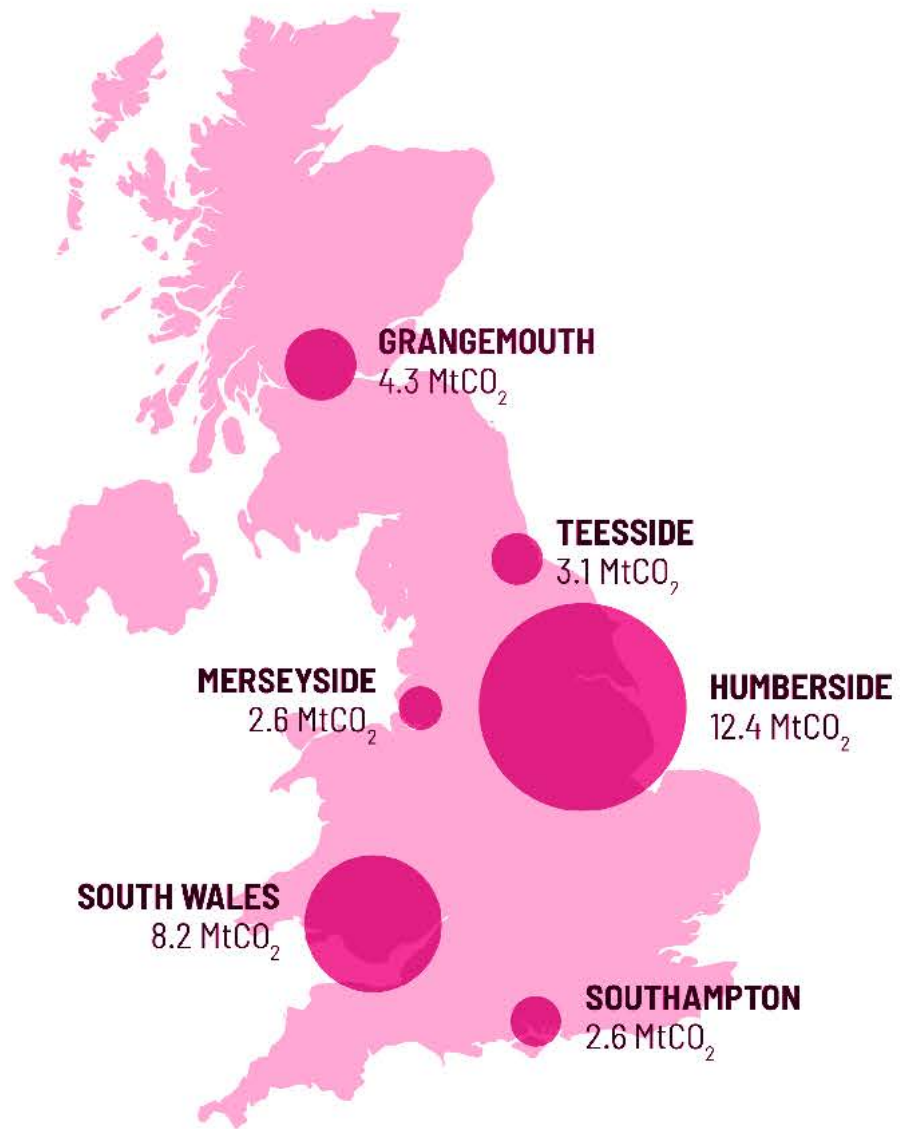 GRANGEMOUTH
4.3 MtCO₂
TEESSIDE
3.1 MtCO₂
MERSEYSIDE
2.6 MtCO₂
HUMBERSIDE
12.4 MtCO₂
SOUTH WALES
8.2 MtCO₂
SOUTHAMPTON
2.6 MtCO₂